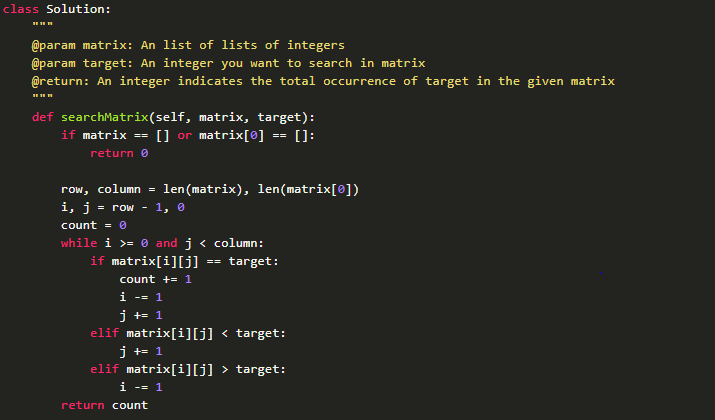 class Solution:
    """
    @param matrix: An list of lists of integers
    @param target: An integer you want to search in matrix
    @return: An integer indicates the total occurrence of target in the given matrix
    """
    def searchMatrix(self, matrix, target):
        if matrix == [] or matrix[0] == []:
            return 0

        row, column = len(matrix), len(matrix[0])
        i, j = row - 1, 0
        count = 0
        while i >= 0 and j < column:
            if matrix[i][j] == target:
                count += 1
                i -= 1
                j += 1
            elif matrix[i][j] < target:
                j += 1
            elif matrix[i][j] > target:
                i -= 1
        return count